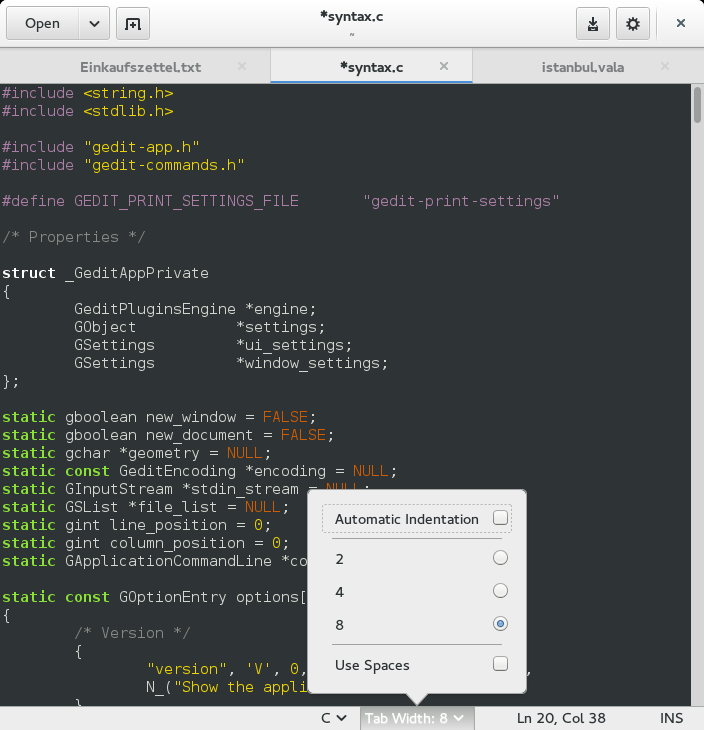 Open
*syntax.c
~
Einkaufszettel.txt
*syntax.c
istanbul.vala
#include <string.h>
#include <stdlib.h>
#include "gedit-app.h"
#include "gedit-commands.h"
#define GEDIT_PRINT_SETTINGS_FILE "gedit-print-settings"
/* Properties */
struct _GeditAppPrivate
{
GeditPluginsEngine *engine;
GObject *settings;
GSettings *ui_settings;
GSettings *window_settings;
};
static gboolean new_window = FALSE;
static gboolean new_document = FALSE;
static gchar *geometry = NULL;
static const GeditEncoding *encoding = NULL;
static GInputStream *stdin_stream = NULL;
static GSList *file_list = NULL;
static gint line_position = 0;
static gint column_position = 0;
static GApplicationCommandLine *co
static const GOptionEntry options[
{
/* Version */
{
"version", 'V', 0,
N_("Show the appli
}
Automatic Indentation
2
4
8
Use Spaces
C
Tab Width: 8
Ln 20, Col 38
INS